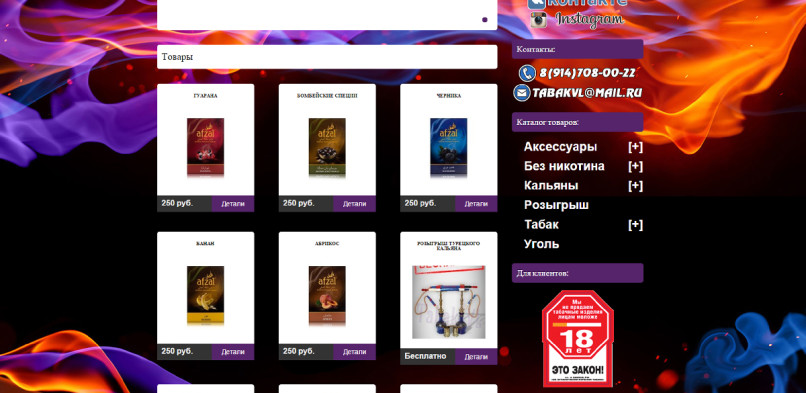 контакте
Instagram
Товары
Контакты:
8(914)708-00-22
TABAKVL@MAIL.RU
ГУАРАНА
БОМБЕЙСКИЕ СПЕЦИИ
ЧЕРНИКА
afzal
afzal
afzal
250 руб. Детали
250 руб. Детали
250 руб. Детали
Каталог товаров:
Аксессуары [+]
Без никотина [+]
Кальяны [+]
Розыгрыш
Табак [+]
Уголь
БАНАН
АБРИКОС
РОЗЫГРЫШ ТУРЕЦКОГО
КАЛЬЯНА
afzal
afzal
250 руб. Детали
250 руб. Детали
Бесплатно Детали
Для клиентов:
Мы
не продаем
табачные изделия
лицам моложе
18
ЛЕТ
ЭТО ЗАКОН!